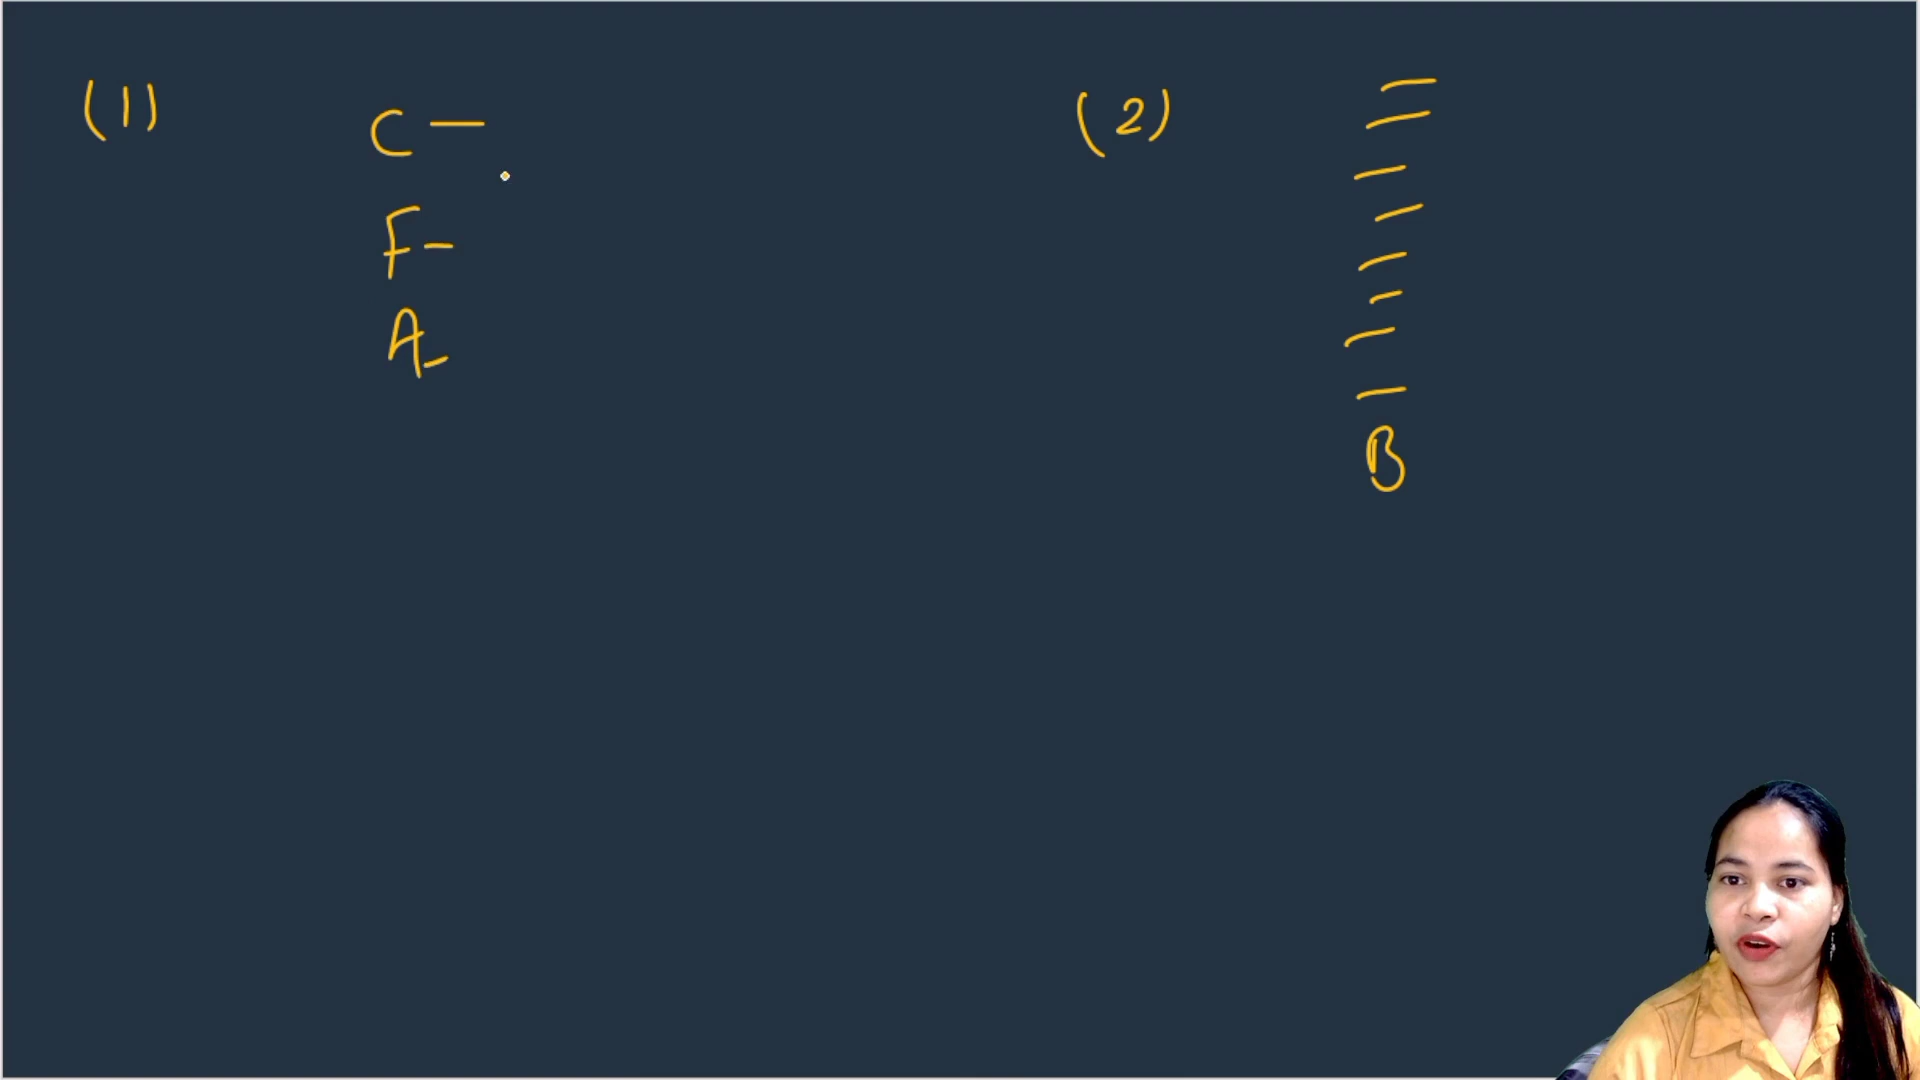 (1)
C —
F -
A -
(2)
—
—
—
—
—
—
—
—
B